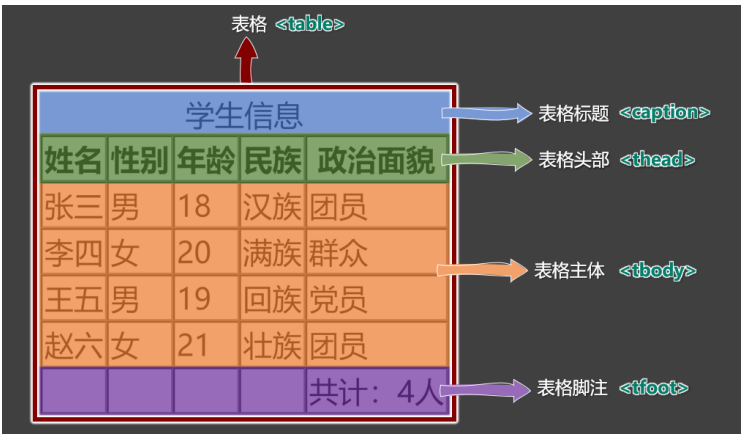 表格 <table>
学生信息
表格标题 <caption>
姓名 性别 年龄 民族 政治面貌
表格头部 <thead>
张三 男 18 汉族 团员
李四 女 20 满族 群众
表格主体 <tbody>
王五 男 19 回族 党员
赵六 女 21 壮族 团员
共计：4人
表格脚注 <tfoot>